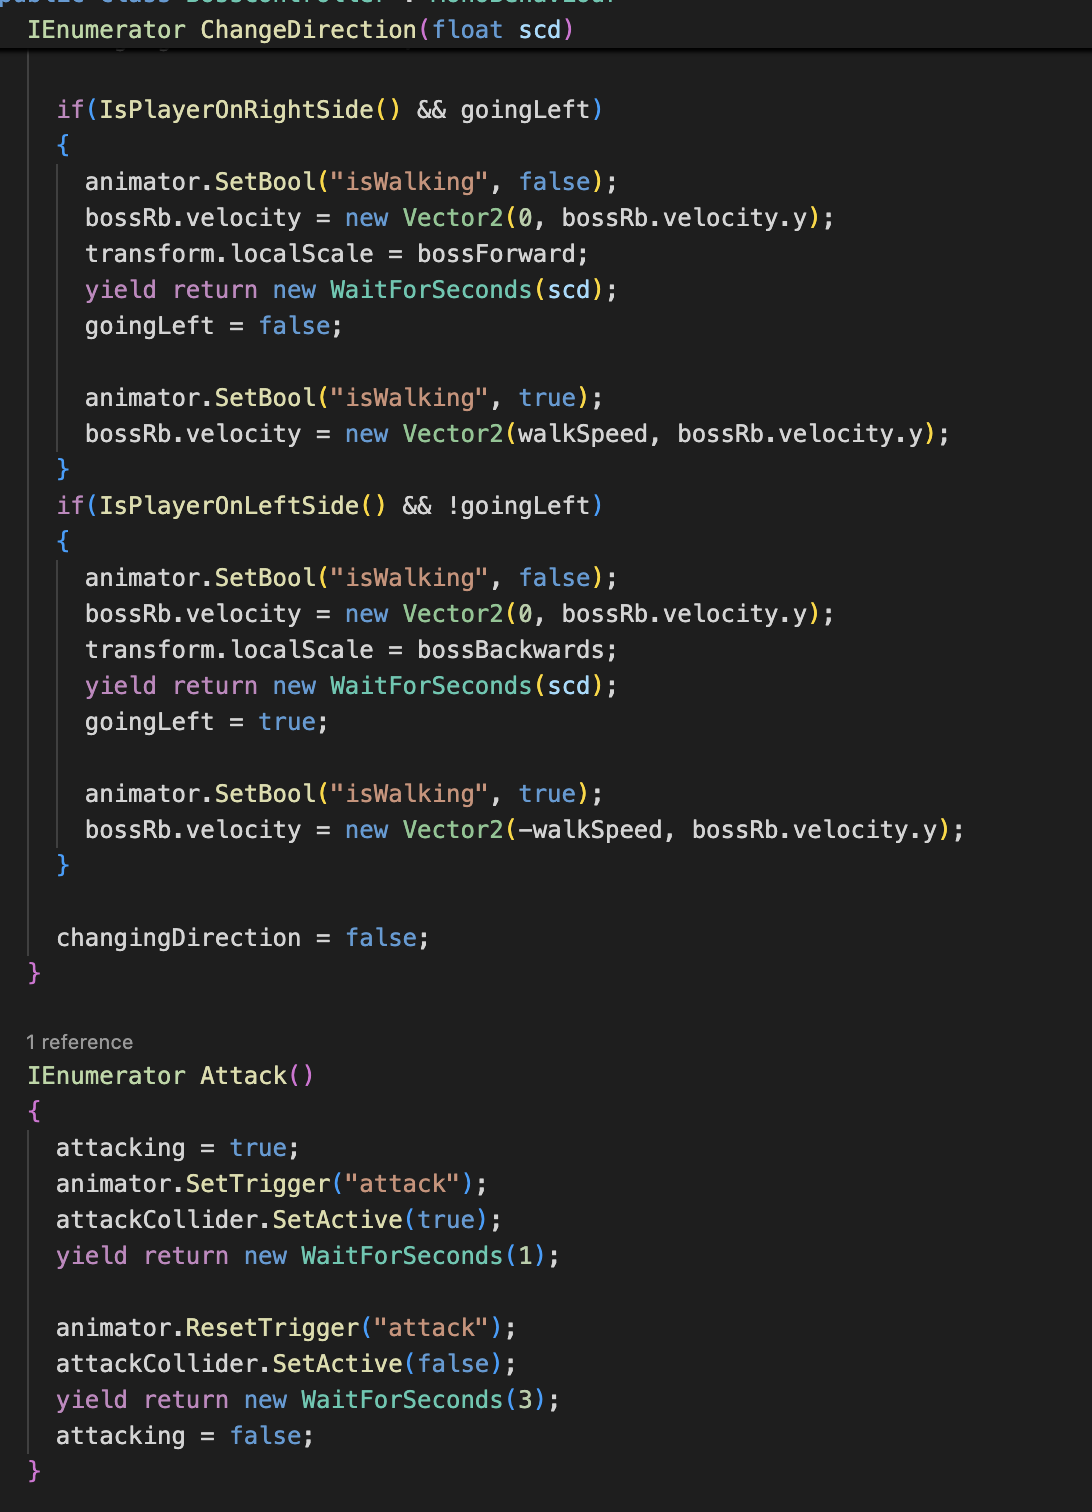 public class BossController : MonoBehaviour
IEnumerator ChangeDirection(float scd)
if(IsPlayerOnRightSide() && goingLeft)
{
animator.SetBool("isWalking", false);
bossRb.velocity = new Vector2(0, bossRb.velocity.y);
transform.localScale = bossForward;
yield return new WaitForSeconds(scd);
goingLeft = false;
animator.SetBool("isWalking", true);
bossRb.velocity = new Vector2(walkSpeed, bossRb.velocity.y);
}
if(IsPlayerOnLeftSide() && !goingLeft)
{
animator.SetBool("isWalking", false);
bossRb.velocity = new Vector2(0, bossRb.velocity.y);
transform.localScale = bossBackwards;
yield return new WaitForSeconds(scd);
goingLeft = true;
animator.SetBool("isWalking", true);
bossRb.velocity = new Vector2(-walkSpeed, bossRb.velocity.y);
}
changingDirection = false;
}
1 reference
IEnumerator Attack()
{
attacking = true;
animator.SetTrigger("attack");
attackCollider.SetActive(true);
yield return new WaitForSeconds(1);
animator.ResetTrigger("attack");
attackCollider.SetActive(false);
yield return new WaitForSeconds(3);
attacking = false;
}